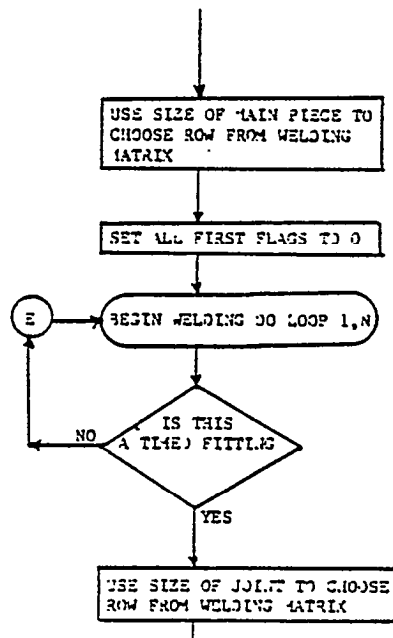 USE SIZE OF MAIN PIECE TO
CHOOSE ROW FROM WELDING
MATRIX
SET ALL FIRST FLAGS TO 0
E
BEGIN WELDING DO LOOP 1,N
IS THIS
A TIMED FITTING
NO
YES
USE SIZE OF JOINT TO CHOOSE
ROW FROM WELDING MATRIX